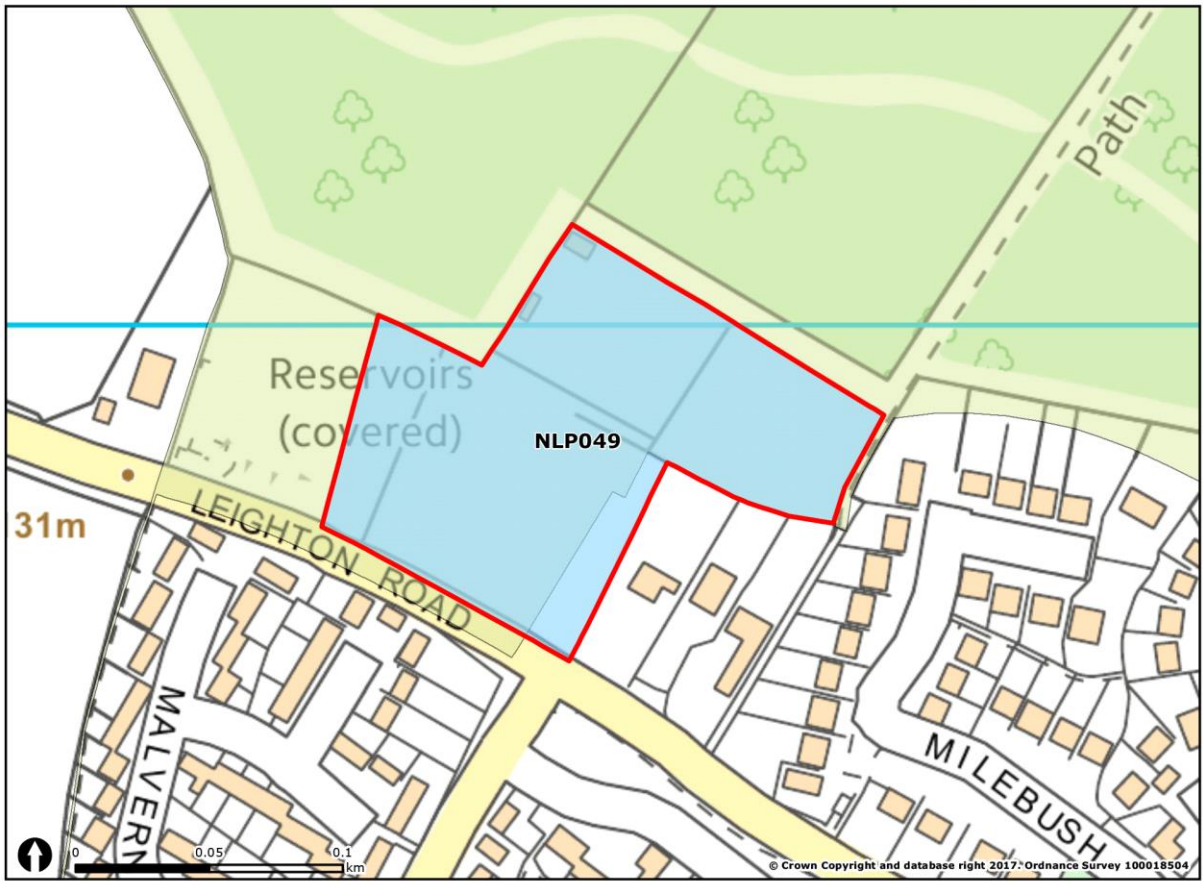 Path
Reservoirs
(covered)
NLP049
LEIGHTON ROAD
31m
MALVERN
MILEBUSH
0 0.05 0.1
km
© Crown Copyright and database right 2017. Ordnance Survey 100018504